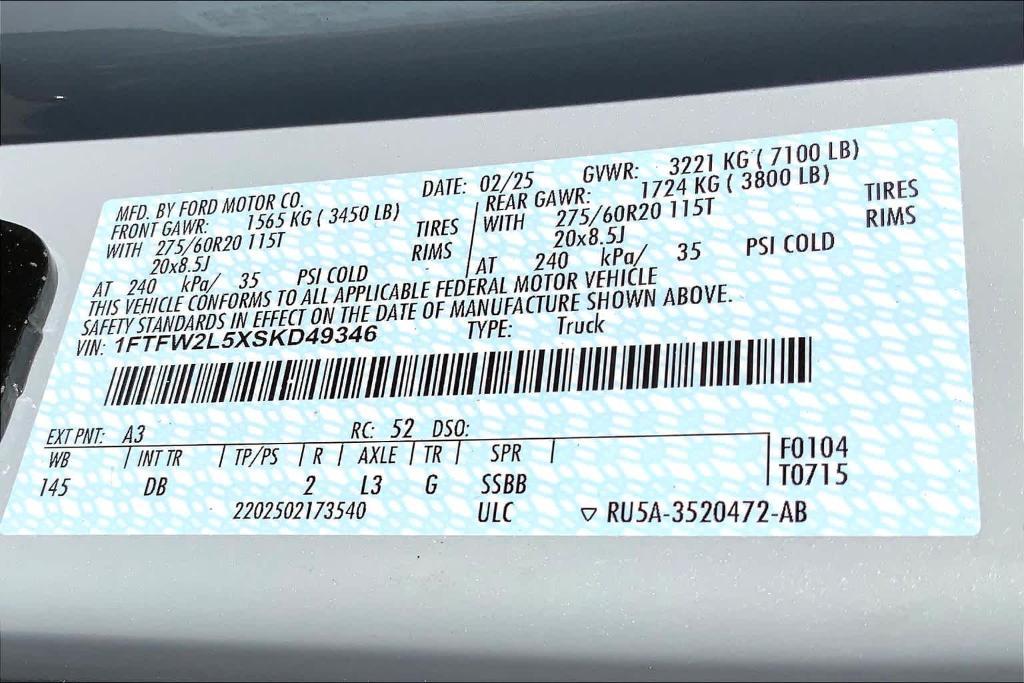 MFD. BY FORD MOTOR CO. DATE: 02/25 GVWR: 3221 KG ( 7100 LB)
FRONT GAWR: 1565 KG ( 3450 LB) REAR GAWR: 1724 KG ( 3800 LB)
WITH 275/60R20 115T TIRES WITH 275/60R20 115T TIRES
20x8.5J RIMS 20x8.5J RIMS
AT 240 kPa/ 35 PSI COLD AT 240 kPa/ 35 PSI COLD
THIS VEHICLE CONFORMS TO ALL APPLICABLE FEDERAL MOTOR VEHICLE
SAFETY STANDARDS IN EFFECT ON THE DATE OF MANUFACTURE SHOWN ABOVE.
VIN: 1FTFW2L5XSKD49346 TYPE: Truck
EXT PNT: A3 RC: 52 DSO:
WB INT TR TP/PS R AXLE TR SPR F0104
145 DB 2 L3 G SSBB T0715
2202502173540 ULC ▽ RU5A-3520472-AB